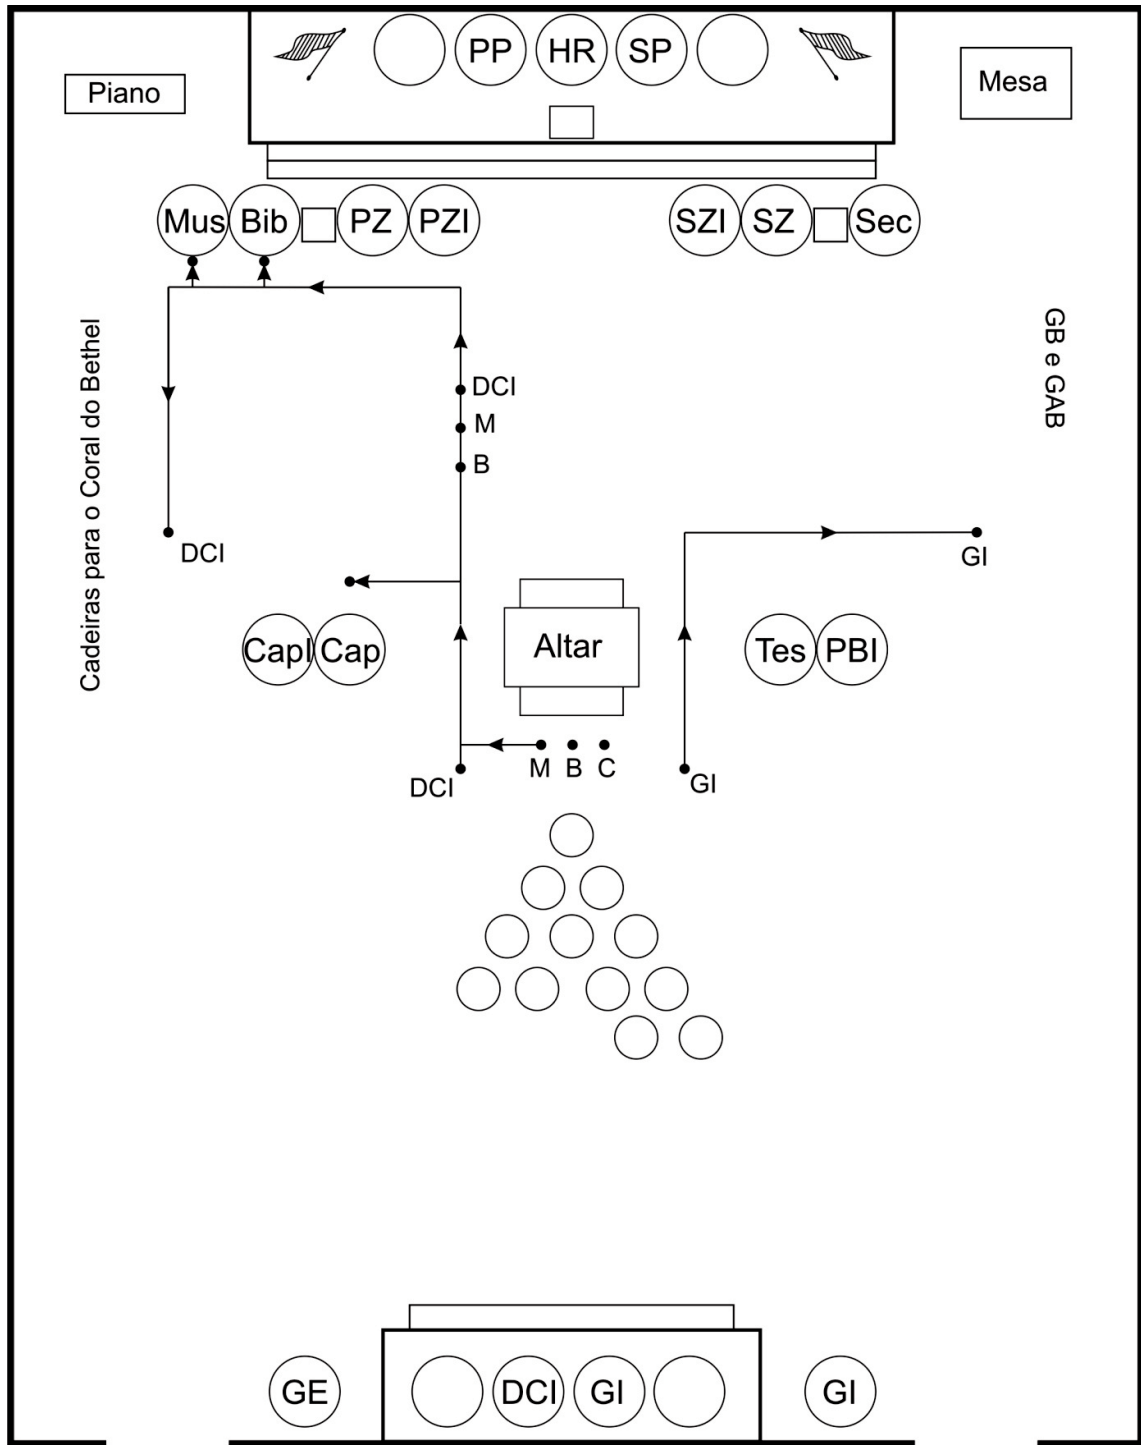 PP
HR
SP
Piano
Mesa
Mus
Bib
PZ
PZI
SZI
SZ
Sec
Cadeiras para o Coral do Bethel
GB e GAB
DCI
M
B
DCI
GI
CapI
Cap
Altar
Tes
PBI
DCI
M
B
C
GI
GE
DCI
GI
GI